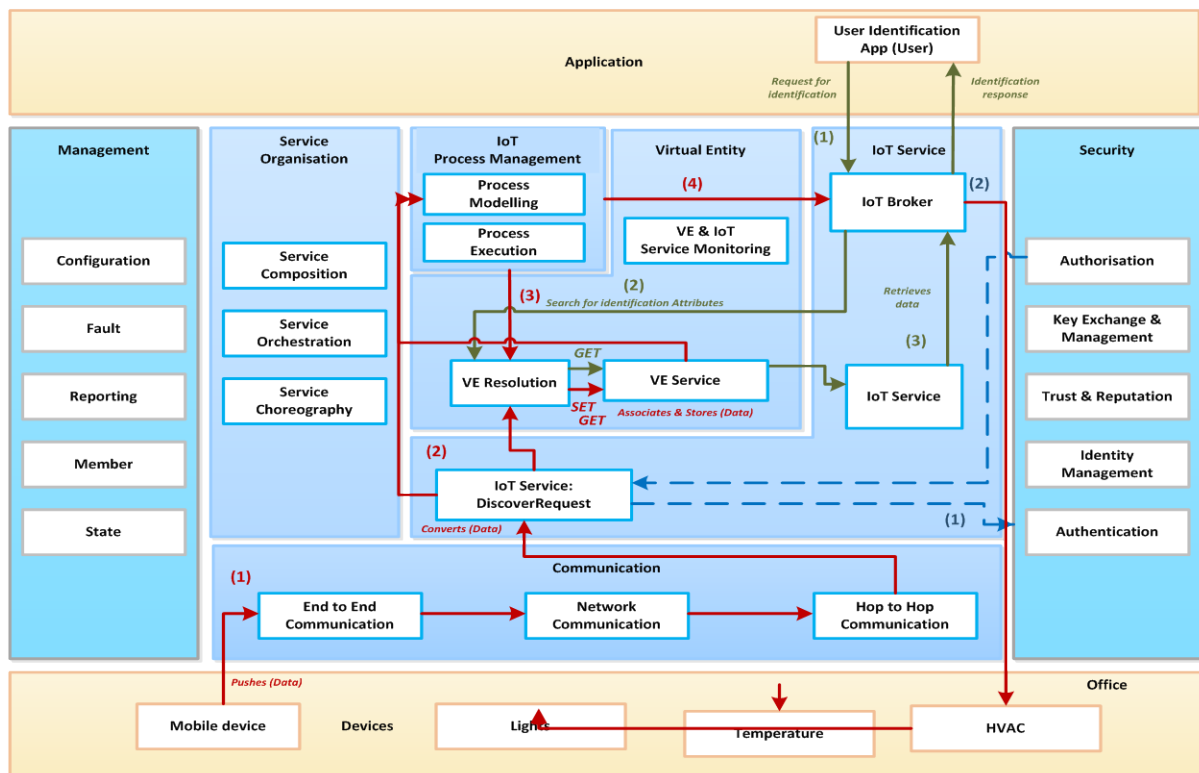 User Identification
App (User)
Application
Request for
identification
Identification
response
Management
Configuration
Fault
Reporting
Member
State
Service
Organisation
Service
Composition
Service
Orchestration
Service
Choreography
IoT
Process Management
Process
Modelling
Process
Execution
Virtual Entity
VE & IoT
Service Monitoring
(4)
(3)
(2)
Search for identification Attributes
VE Resolution
GET
SET
GET
VE Service
Associates & Stores (Data)
(1)
IoT Service
IoT Broker
(2)
Retrieves
data
(3)
IoT Service
(2)
IoT Service:
DiscoverRequest
Converts (Data)
(1)
Security
Authorisation
Key Exchange &
Management
Trust & Reputation
Identity
Management
Authentication
Communication
(1)
End to End
Communication
Network
Communication
Hop to Hop
Communication
Pushes (Data)
Office
Mobile device
Devices
Lights
Temperature
HVAC